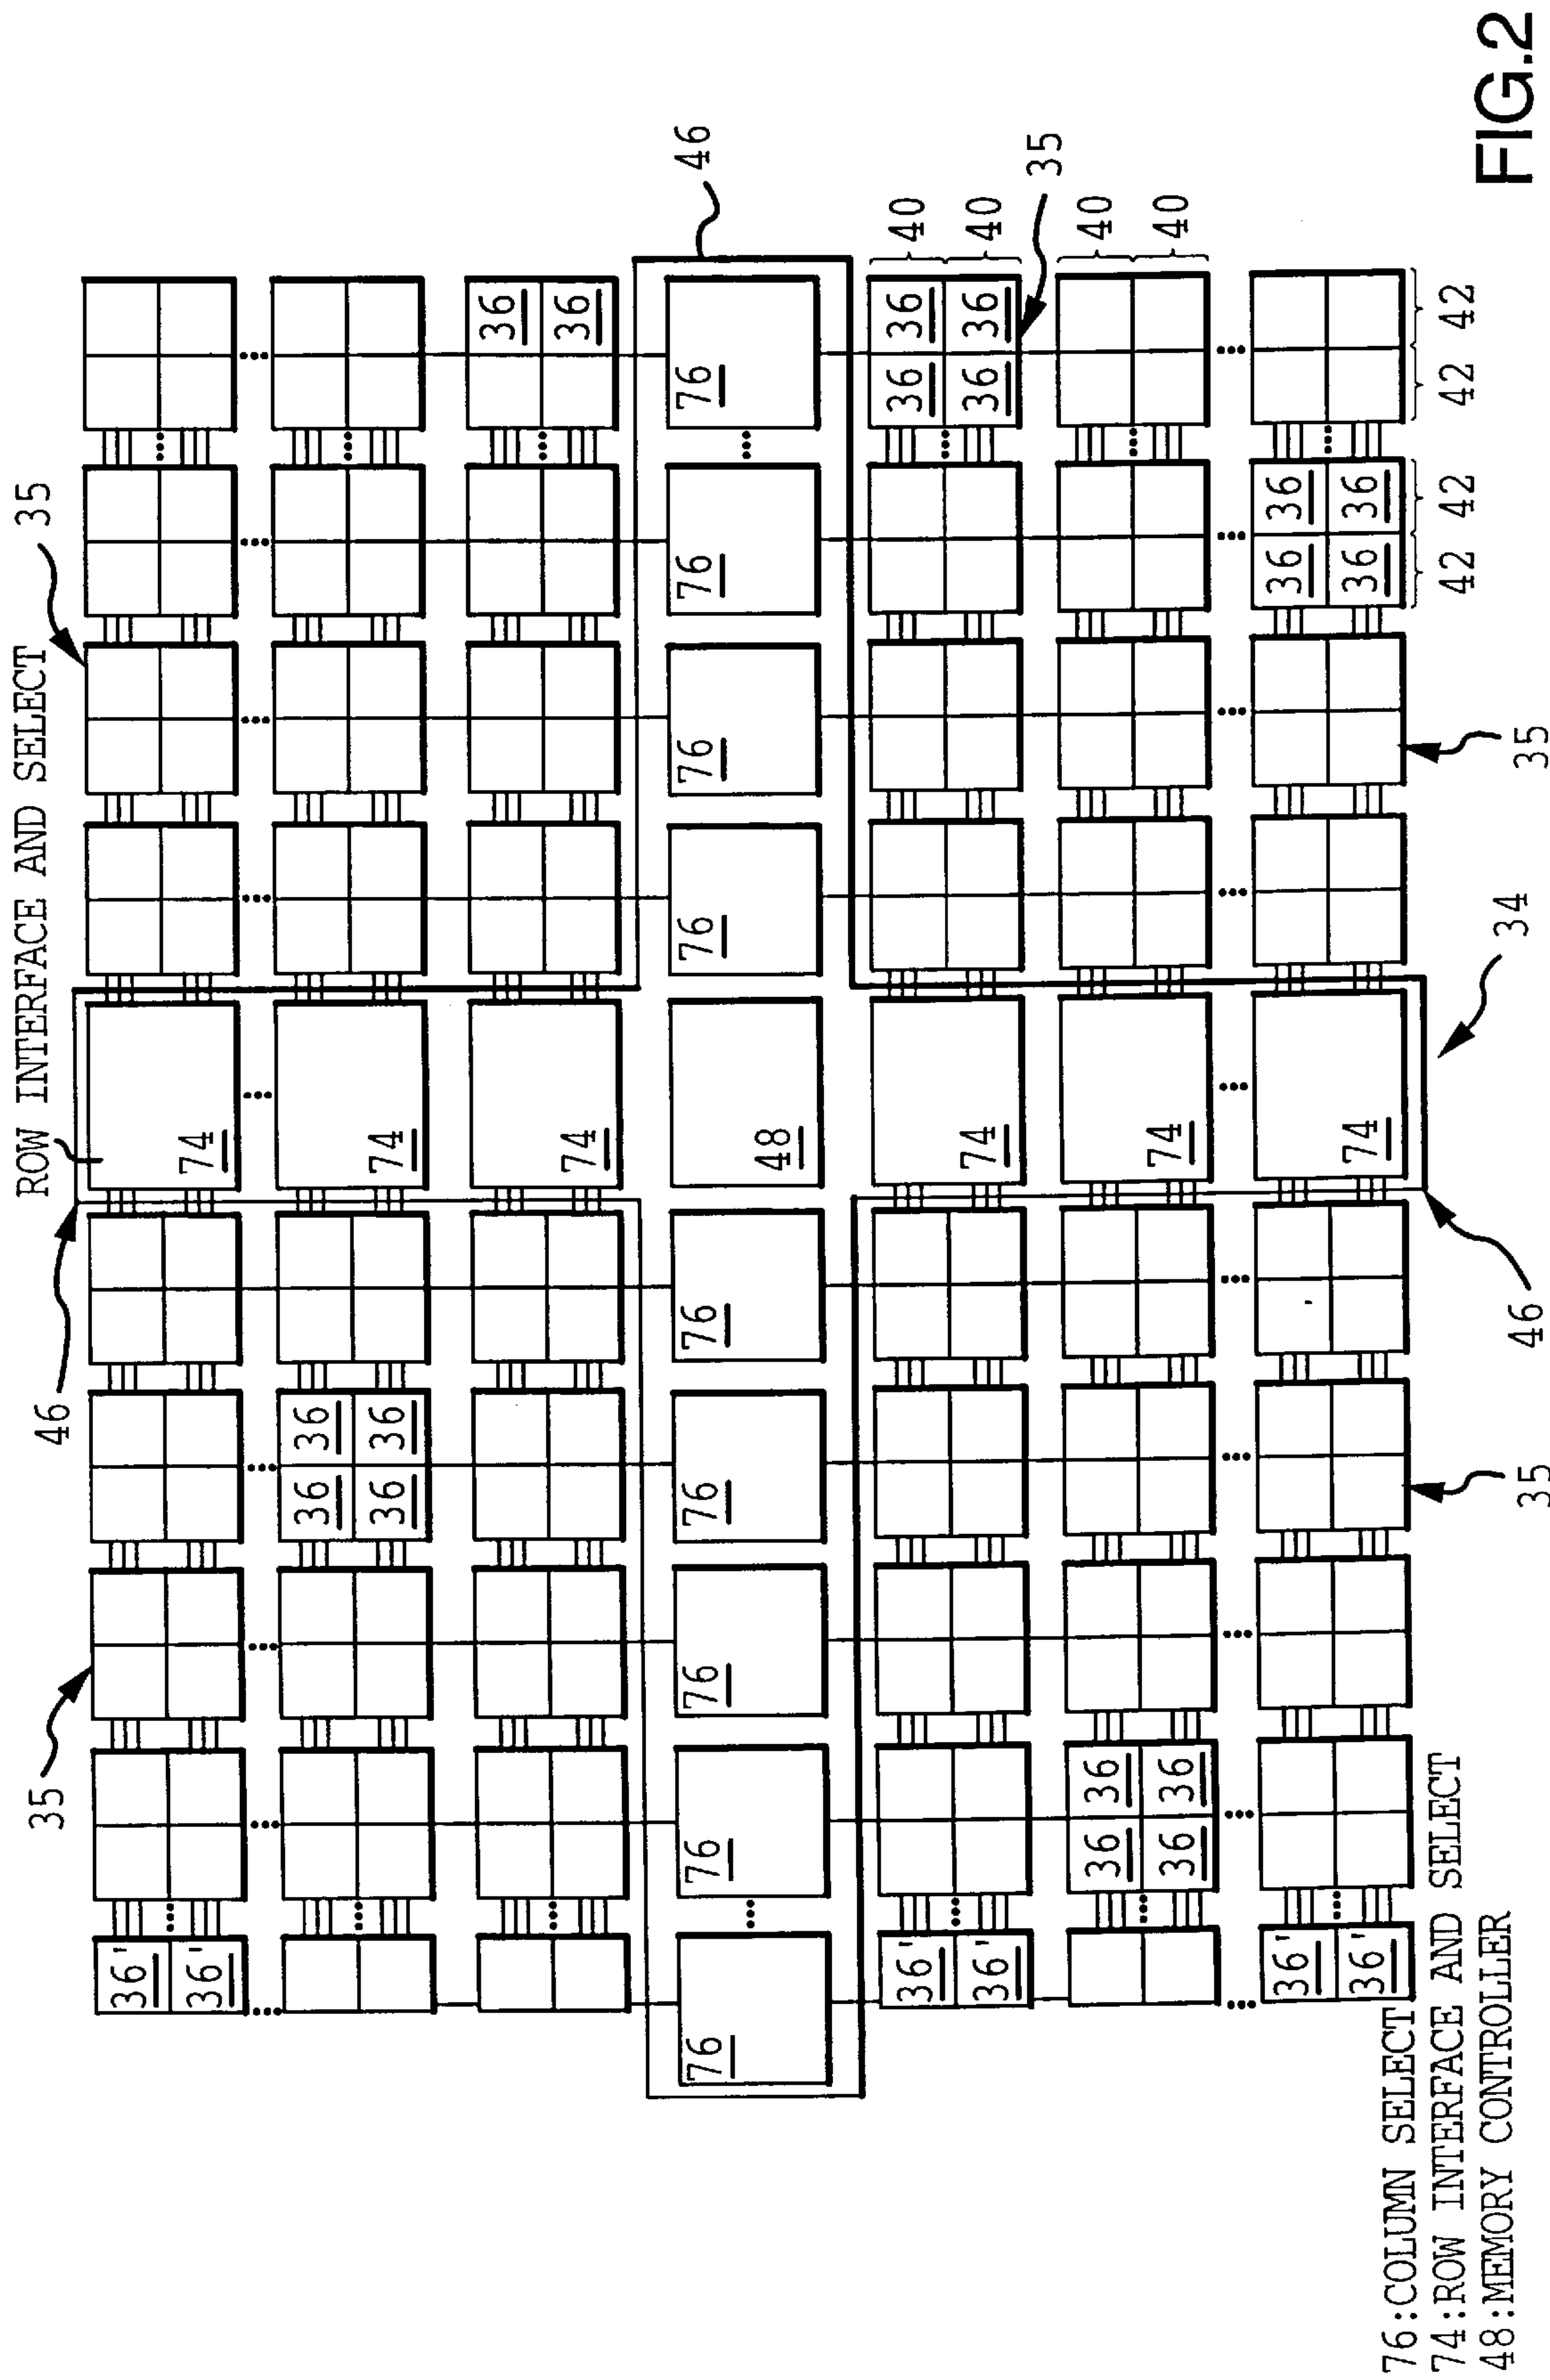 35 46 ROW INTERFACE AND SELECT 35
36'
36' 74
36 36
36 36 74
36
74 36
76 76 76 76 76 76 76 76 76 46
48
36' 36 36 40
36' 74 36 36 40
35
36 36 40
36 36 74 40
36' 36 36
36' 74 36 36
42 42 42 42
35 46 34 35
76:COLUMN SELECT
74:ROW INTERFACE AND SELECT
48:MEMORY CONTROLLER
FIG.2